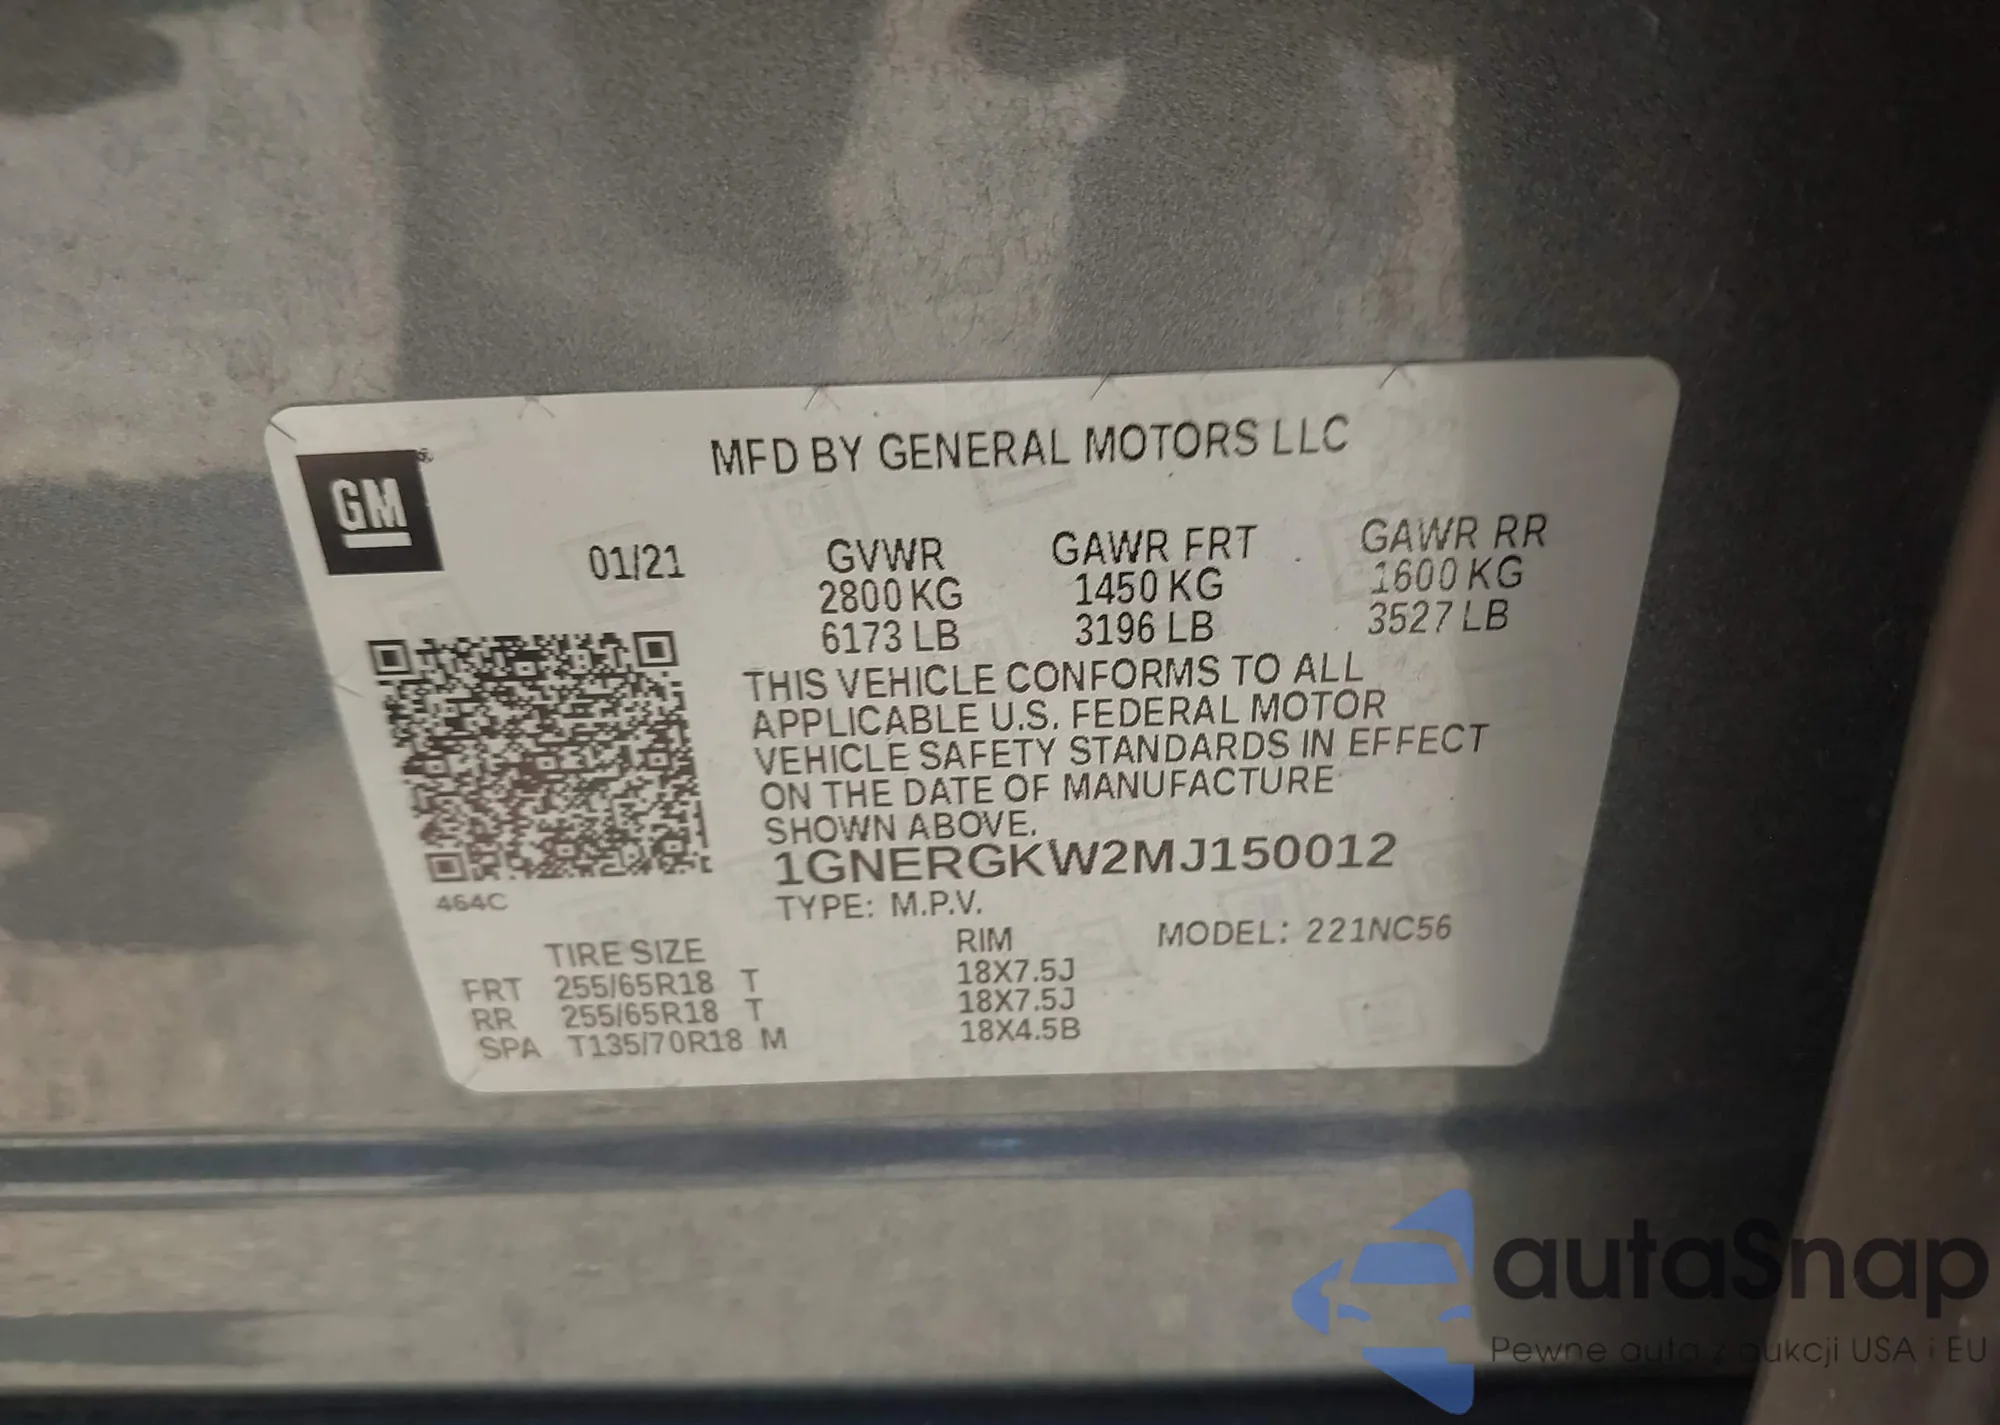 MFD BY GENERAL MOTORS LLC
GM
01/21 GVWR GAWR FRT GAWR RR
2800 KG 1450 KG 1600 KG
6173 LB 3196 LB 3527 LB
THIS VEHICLE CONFORMS TO ALL
APPLICABLE U.S. FEDERAL MOTOR
VEHICLE SAFETY STANDARDS IN EFFECT
ON THE DATE OF MANUFACTURE
SHOWN ABOVE.
1GNERGKW2MJ150012
464C
TYPE: M.P.V.
MODEL: 221NC56
TIRE SIZE RIM
FRT 255/65R18 T 18X7.5J
RR 255/65R18 T 18X7.5J
SPA T135/70R18 M 18X4.5B
autaSnap
Pewne auta z aukcji USA i EU